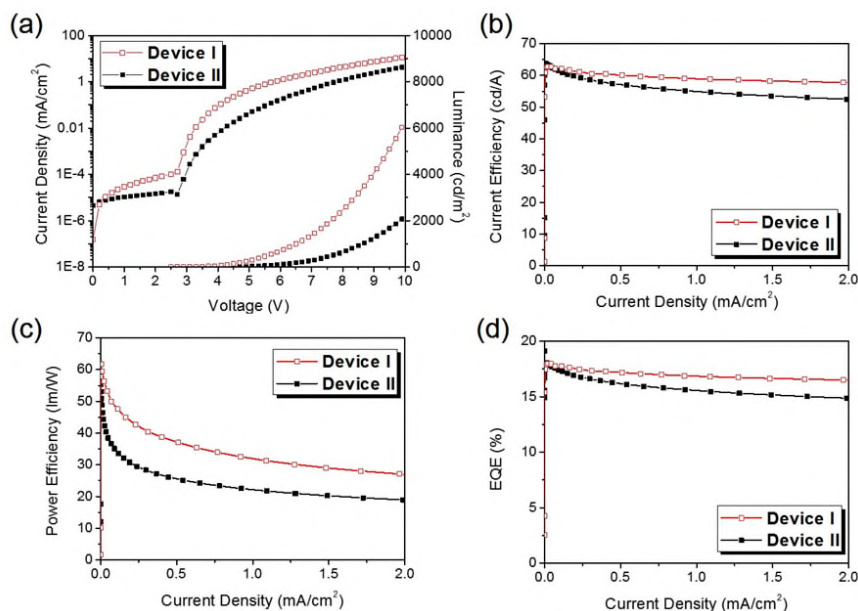 (a)
Device I
Device II
Current Density (mA/cm²)
100
1
0.01
1E-4
1E-6
1E-8
10000
8000
6000
4000
2000
0
Luminance (cd/m²)
0 1 2 3 4 5 6 7 8 9 10
Voltage (V)
(b)
Current Efficiency (cd/A)
70
60
50
40
30
20
10
0
Device I
Device II
0.0 0.5 1.0 1.5 2.0
Current Density (mA/cm²)
(c)
Power Efficiency (lm/W)
70
60
50
40
30
20
10
0
Device I
Device II
0.0 0.5 1.0 1.5 2.0
Current Density (mA/cm²)
(d)
EQE (%)
20
15
10
5
0
Device I
Device II
0.0 0.5 1.0 1.5 2.0
Current Density (mA/cm²)